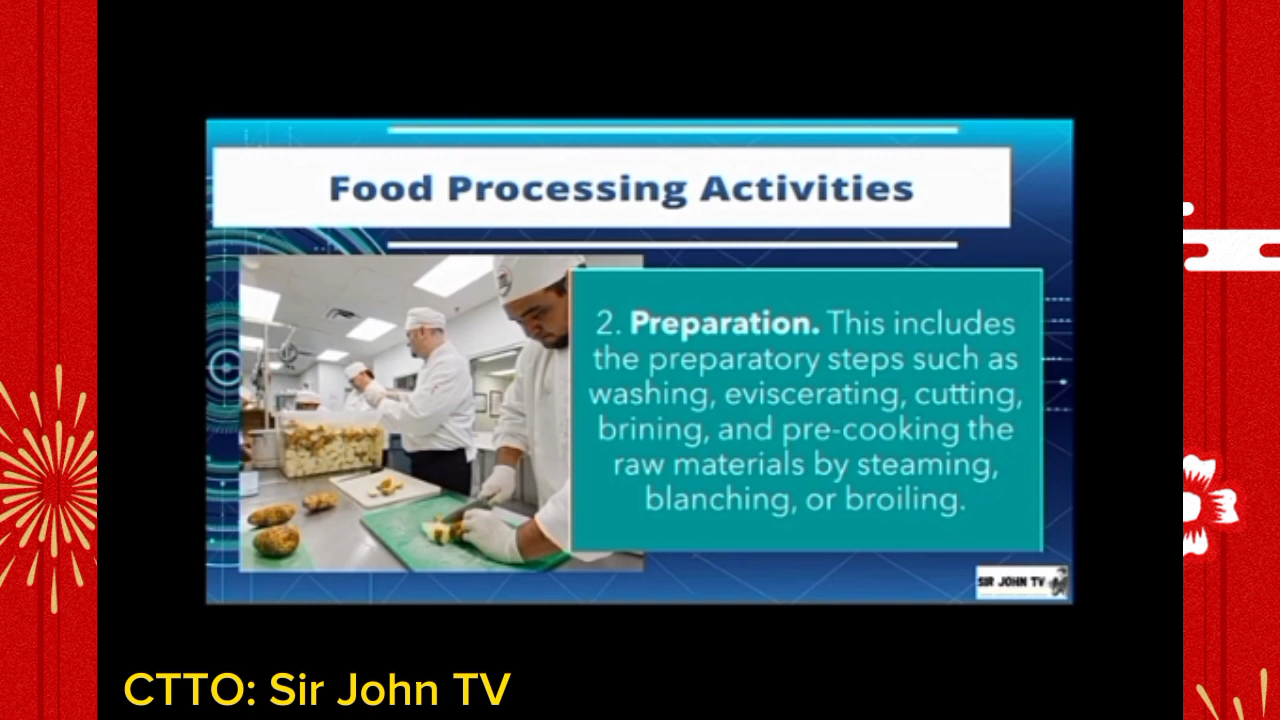 Food Processing Activities
2. Preparation. This includes
the preparatory steps such as
washing, eviscerating, cutting,
brining, and pre-cooking the
raw materials by steaming,
blanching, or broiling.
SIR JOHN TV
CTTO: Sir John TV